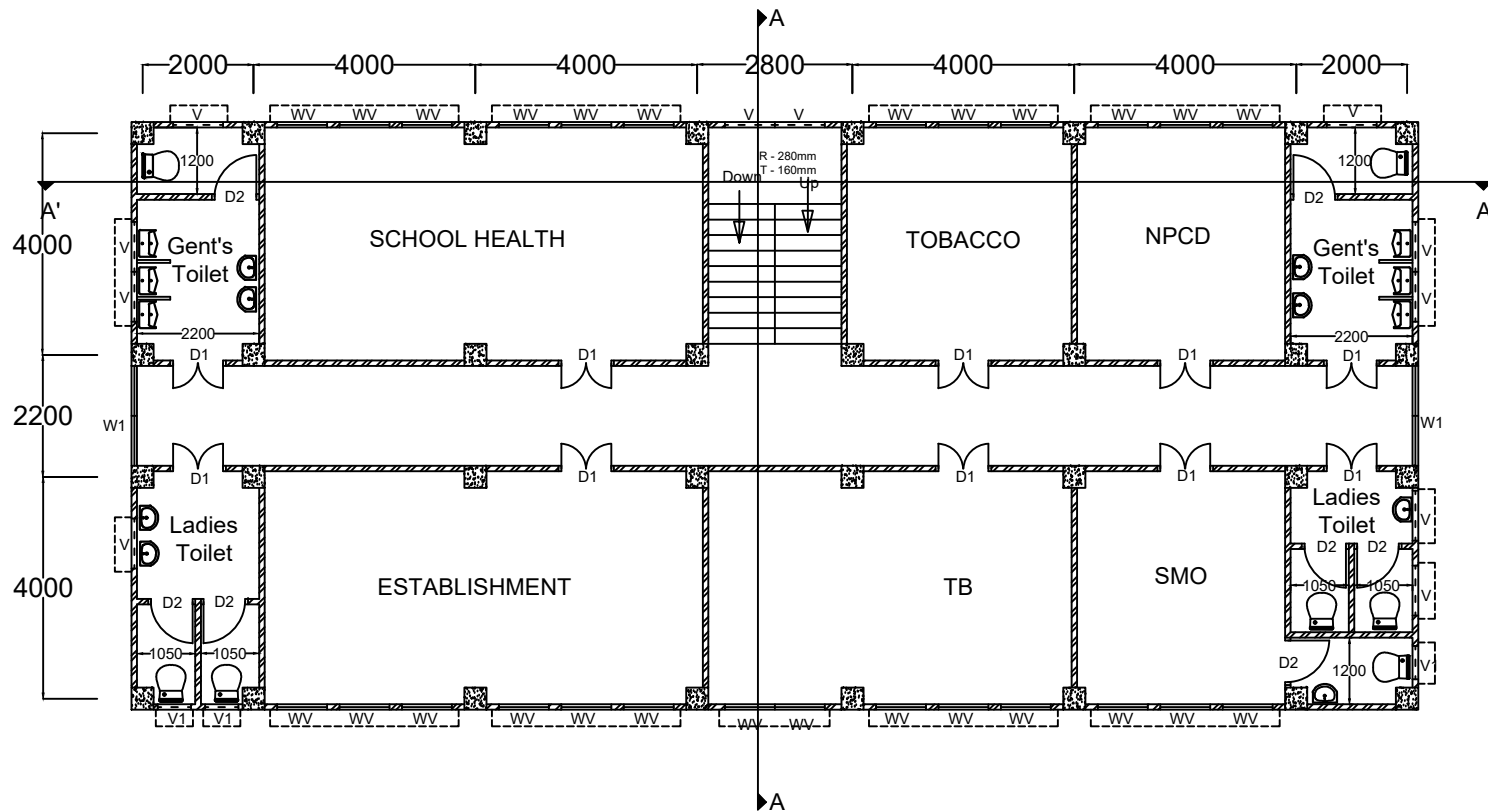 A
2000 4000 4000 2800 4000 4000 2000
V WV WV WV WV WV WV V V WV WV WV WV WV WV V
1200 R - 280mm 1200
T - 160mm
Down Up
D2 D2
A' A
4000
SCHOOL HEALTH TOBACCO NPCD
Gent's
Toilet
Gent's
Toilet
V
V
V
V
2200 2200
D1 D1 D1 D1 D1
2200
W1 W1
D1 D1 D1 D1 D1
Ladies
Toilet
Ladies
Toilet
V V
D2 D2
4000
ESTABLISHMENT TB SMO
1050 1050 V
D2 D2
1050 1050 D2 1200 V1
V1 V1 WV WV WV WV WV WV WV WV WV WV WV WV WV WV
A